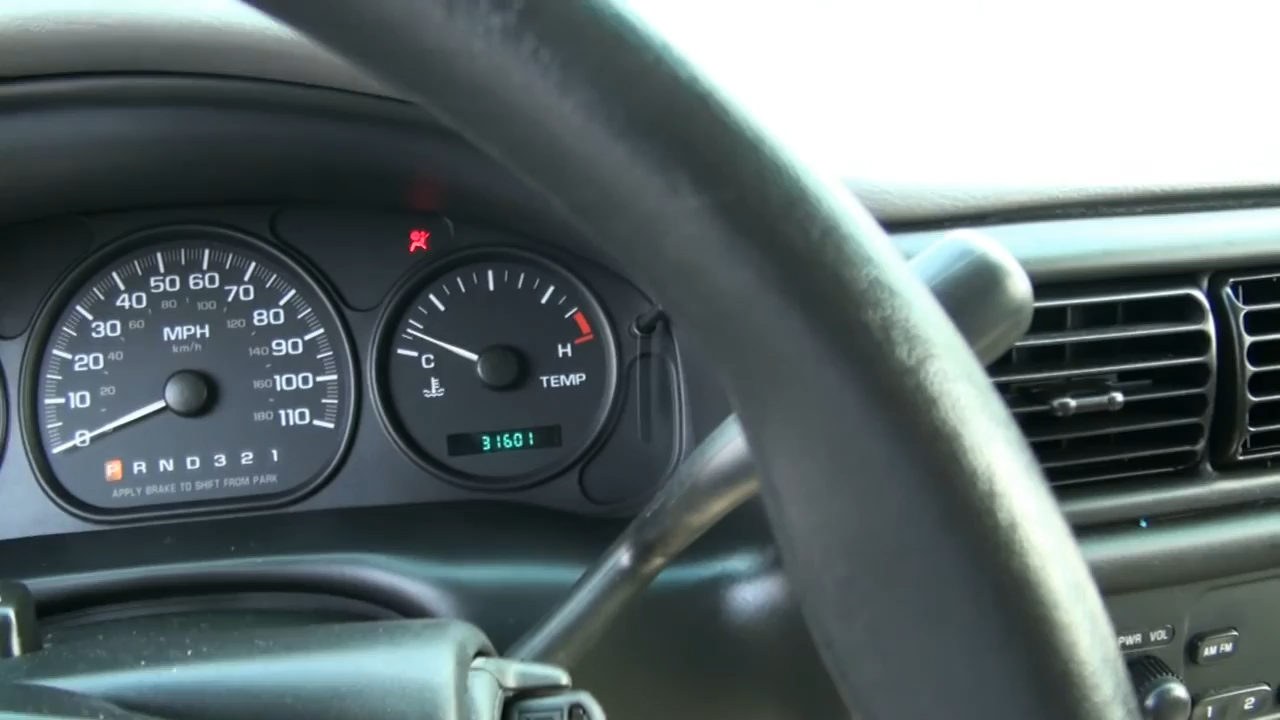 0 10 20 30 40 50 60 70 80 90 100 110
20 40 60 80 100 120 140 160 180
MPH
km/h
P R N D 3 2 1
APPLY BRAKE TO SHIFT FROM PARK
C H
TEMP
31601
PWR VOL
AM FM
1 2